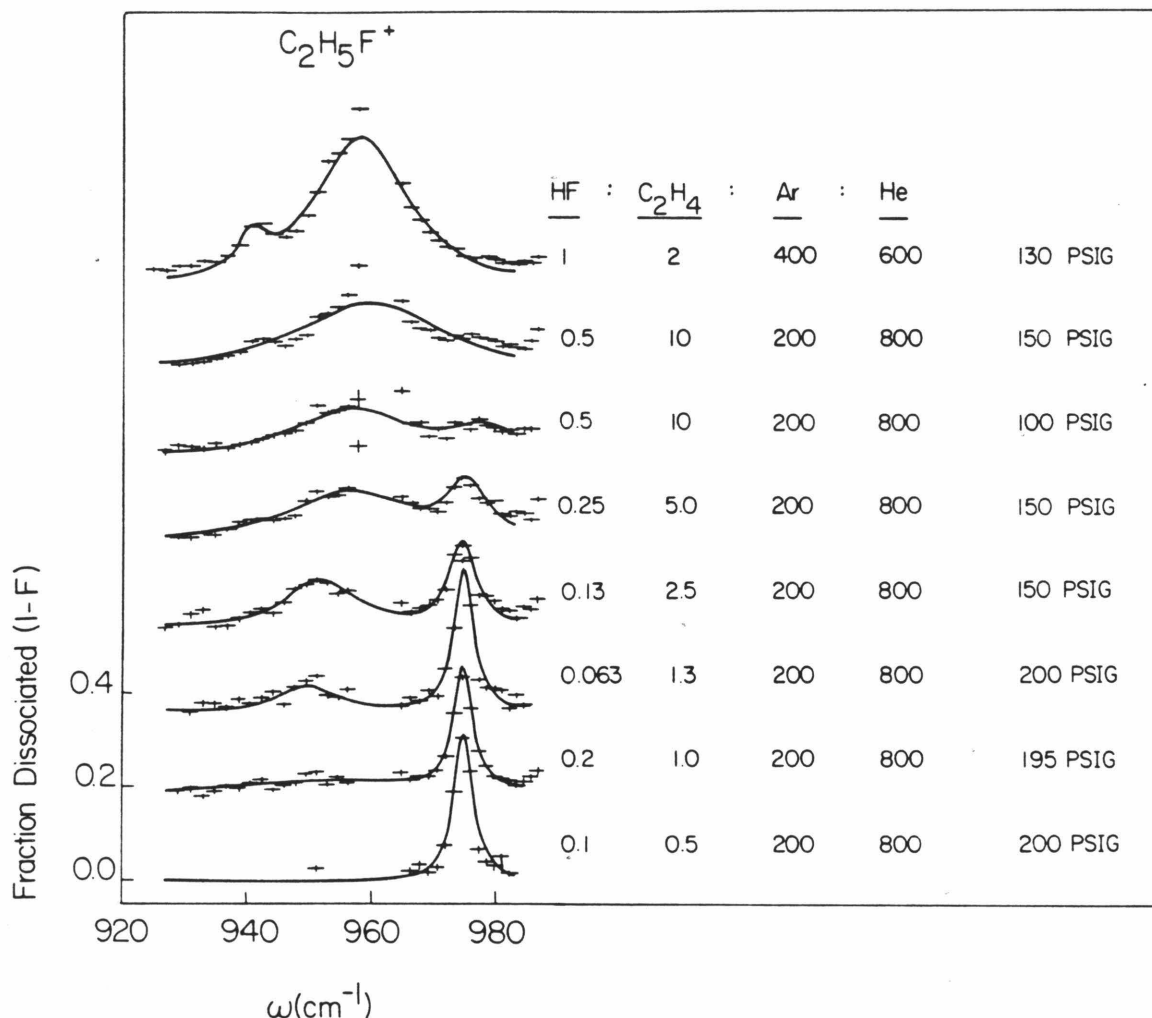 C₂H₅F⁺
HF : C₂H₄ : Ar : He
1 2 400 600 130 PSIG
0.5 10 200 800 150 PSIG
0.5 10 200 800 100 PSIG
0.25 5.0 200 800 150 PSIG
0.13 2.5 200 800 150 PSIG
0.063 1.3 200 800 200 PSIG
0.2 1.0 200 800 195 PSIG
0.1 0.5 200 800 200 PSIG
Fraction Dissociated (1-F)
0.4
0.2
0.0
920 940 960 980
ω(cm⁻¹)